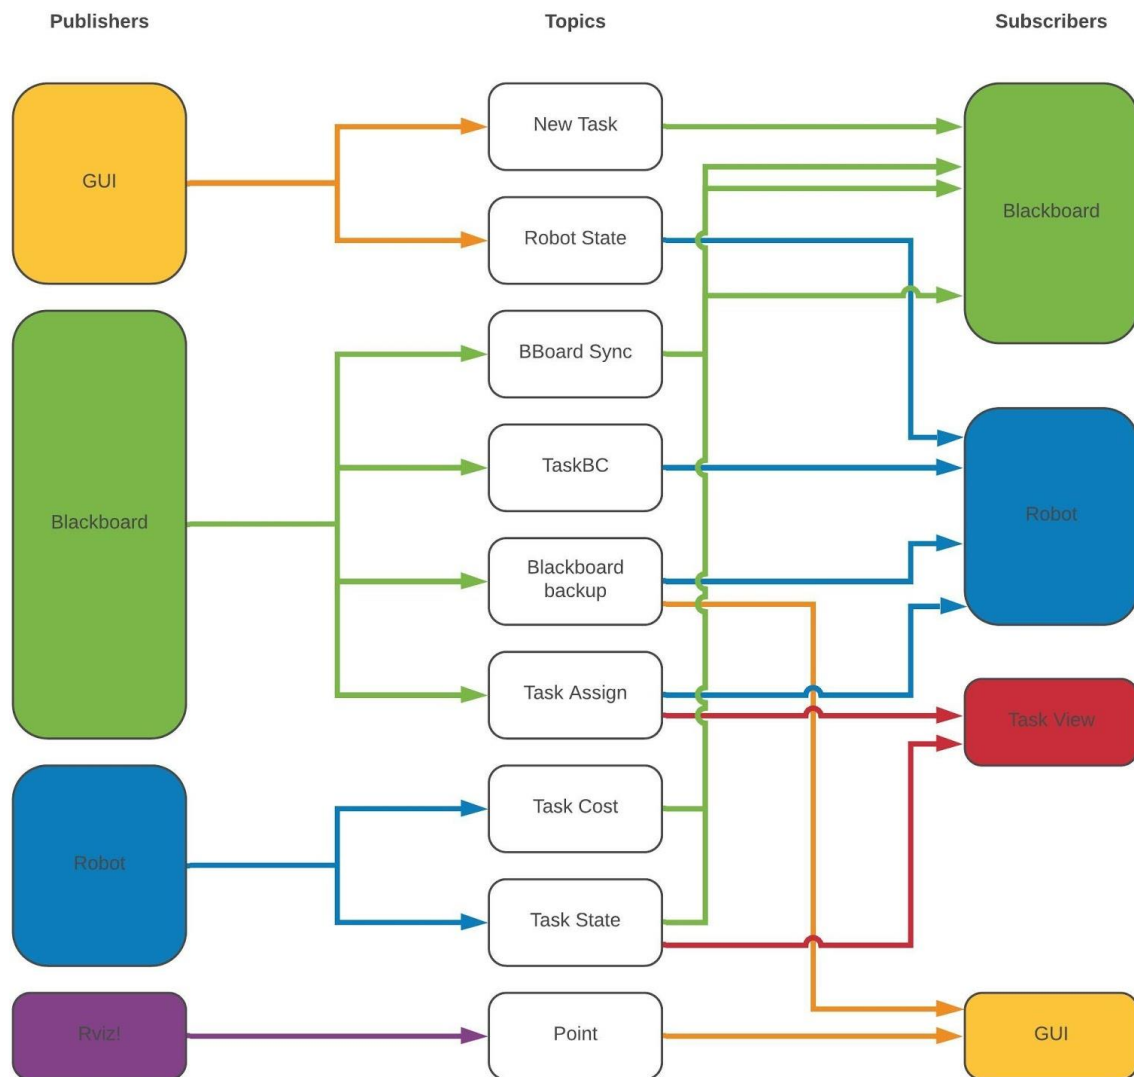 Publishers
Topics
Subscribers
GUI
Blackboard
Robot
Rviz!
New Task
Robot State
BBoard Sync
TaskBC
Blackboard
backup
Task Assign
Task Cost
Task State
Point
Blackboard
Robot
Task View
GUI